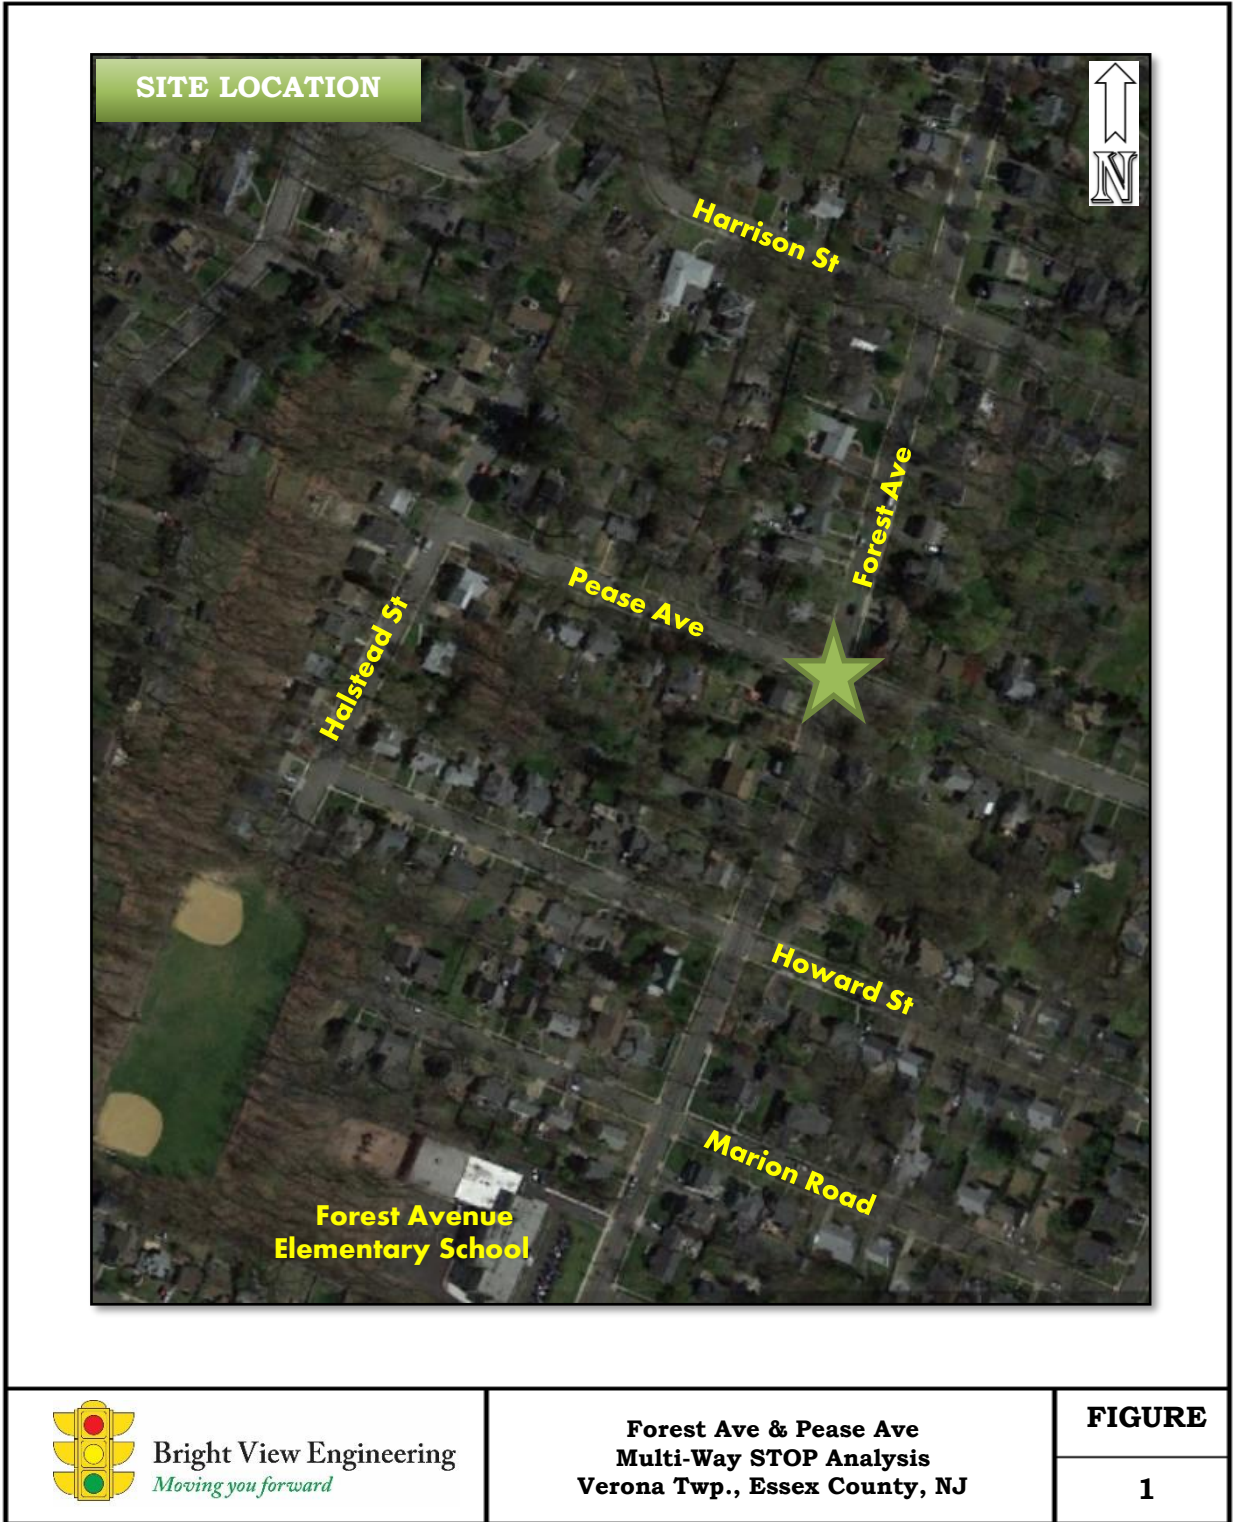 SITE LOCATION
N
Harrison St
Forest Ave
Pease Ave
Halstead St
Howard St
Marion Road
Forest Avenue
Elementary School
Bright View Engineering
Moving you forward
Forest Ave & Pease Ave
Multi-Way STOP Analysis
Verona Twp., Essex County, NJ
FIGURE
1